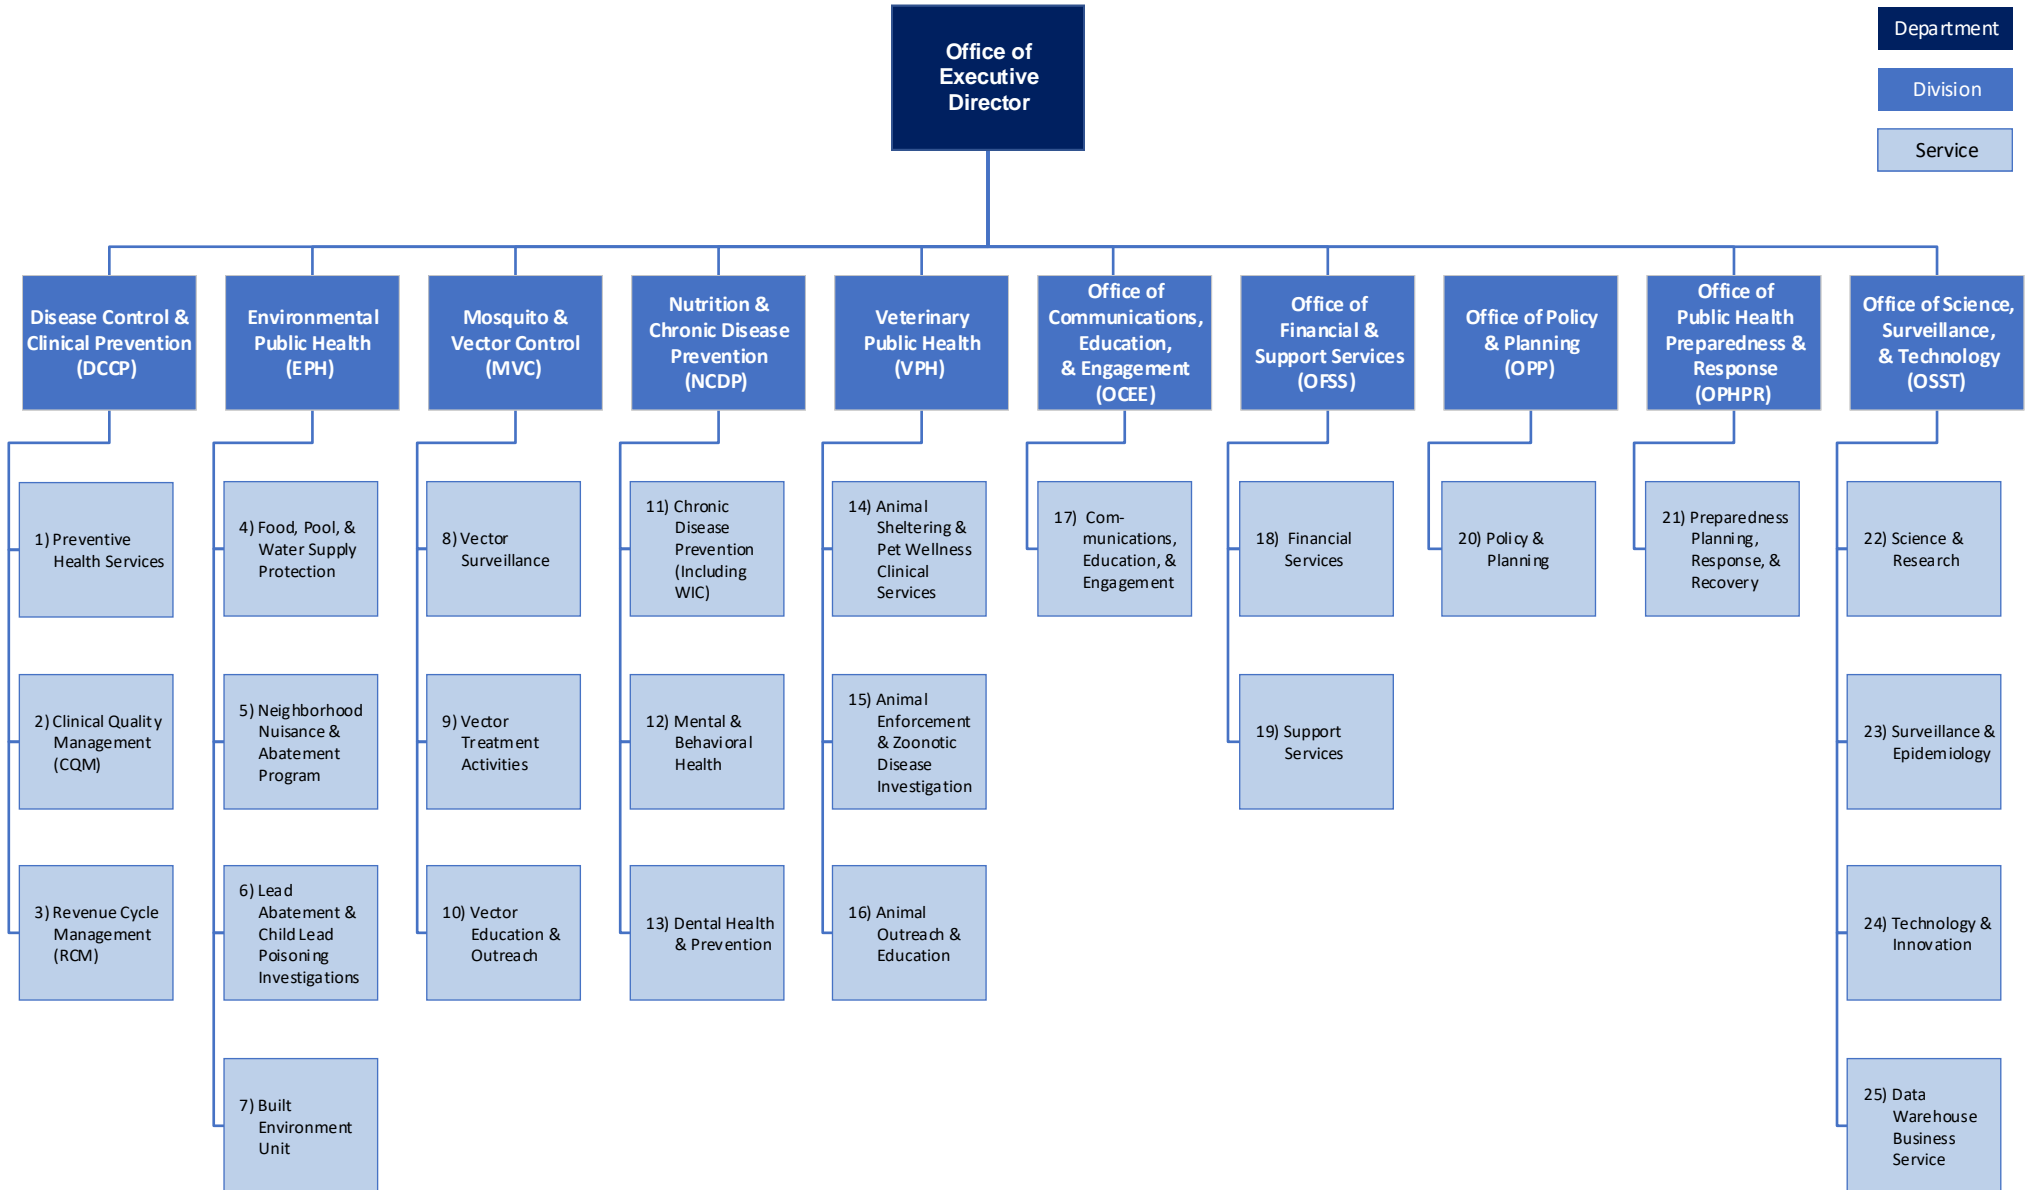 Office of
Executive
Director
Department
Division
Service
Disease Control &
Clinical Prevention
(DCCP)
Environmental
Public Health
(EPH)
Mosquito &
Vector Control
(MVC)
Nutrition &
Chronic Disease
Prevention
(NCDP)
Veterinary
Public Health
(VPH)
Office of
Communications,
Education,
& Engagement
(OCEE)
Office of
Financial &
Support Services
(OFSS)
Office of Policy
& Planning
(OPP)
Office of
Public Health
Preparedness &
Response
(OPHPR)
Office of Science,
Surveillance,
& Technology
(OSST)
1) Preventive
Health Services
2) Clinical Quality
Management
(CQM)
3) Revenue Cycle
Management
(RCM)
4) Food, Pool, &
Water Supply
Protection
5) Neighborhood
Nuisance &
Abatement
Program
6) Lead
Abatement &
Child Lead
Poisoning
Investigations
7) Built
Environment
Unit
8) Vector
Surveillance
9) Vector
Treatment
Activities
10) Vector
Education &
Outreach
11) Chronic
Disease
Prevention
(Including
WIC)
12) Mental &
Behavioral
Health
13) Dental Health
& Prevention
14) Animal
Sheltering &
Pet Wellness
Clinical
Services
15) Animal
Enforcement
& Zoonotic
Disease
Investigation
16) Animal
Outreach &
Education
17) Com-
munications,
Education, &
Engagement
18) Financial
Services
19) Support
Services
20) Policy &
Planning
21) Preparedness
Planning,
Response, &
Recovery
22) Science &
Research
23) Surveillance &
Epidemiology
24) Technology &
Innovation
25) Data
Warehouse
Business
Service